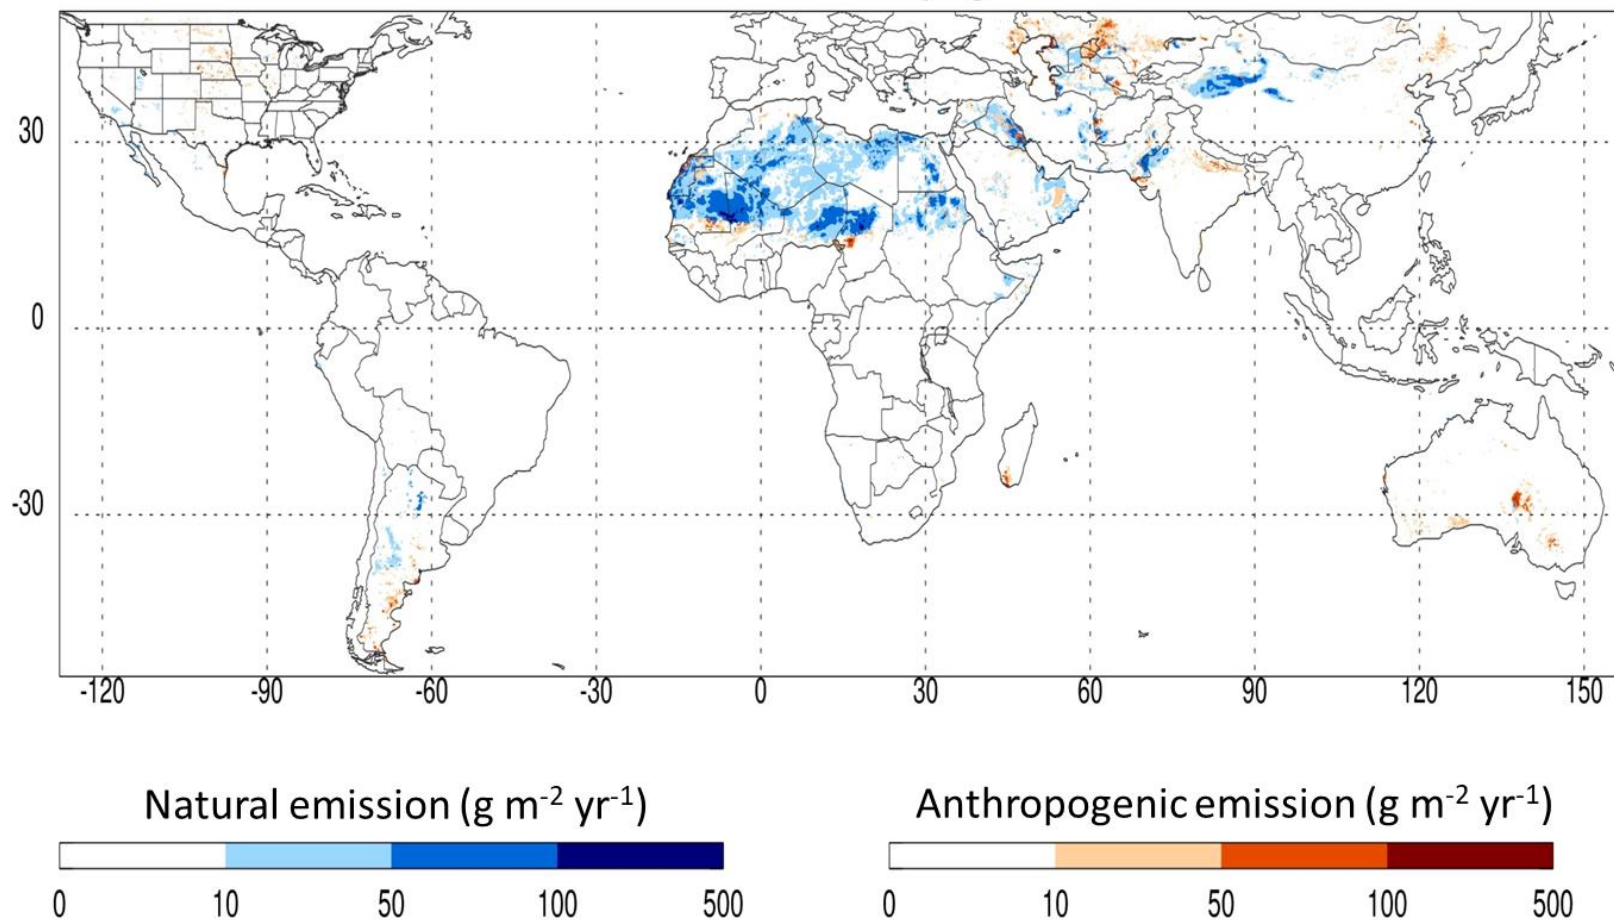 30
0
-30
-120 -90 -60 -30 0 30 60 90 120 150
Natural emission (g m⁻² yr⁻¹)
0 10 50 100 500
Anthropogenic emission (g m⁻² yr⁻¹)
0 10 50 100 500